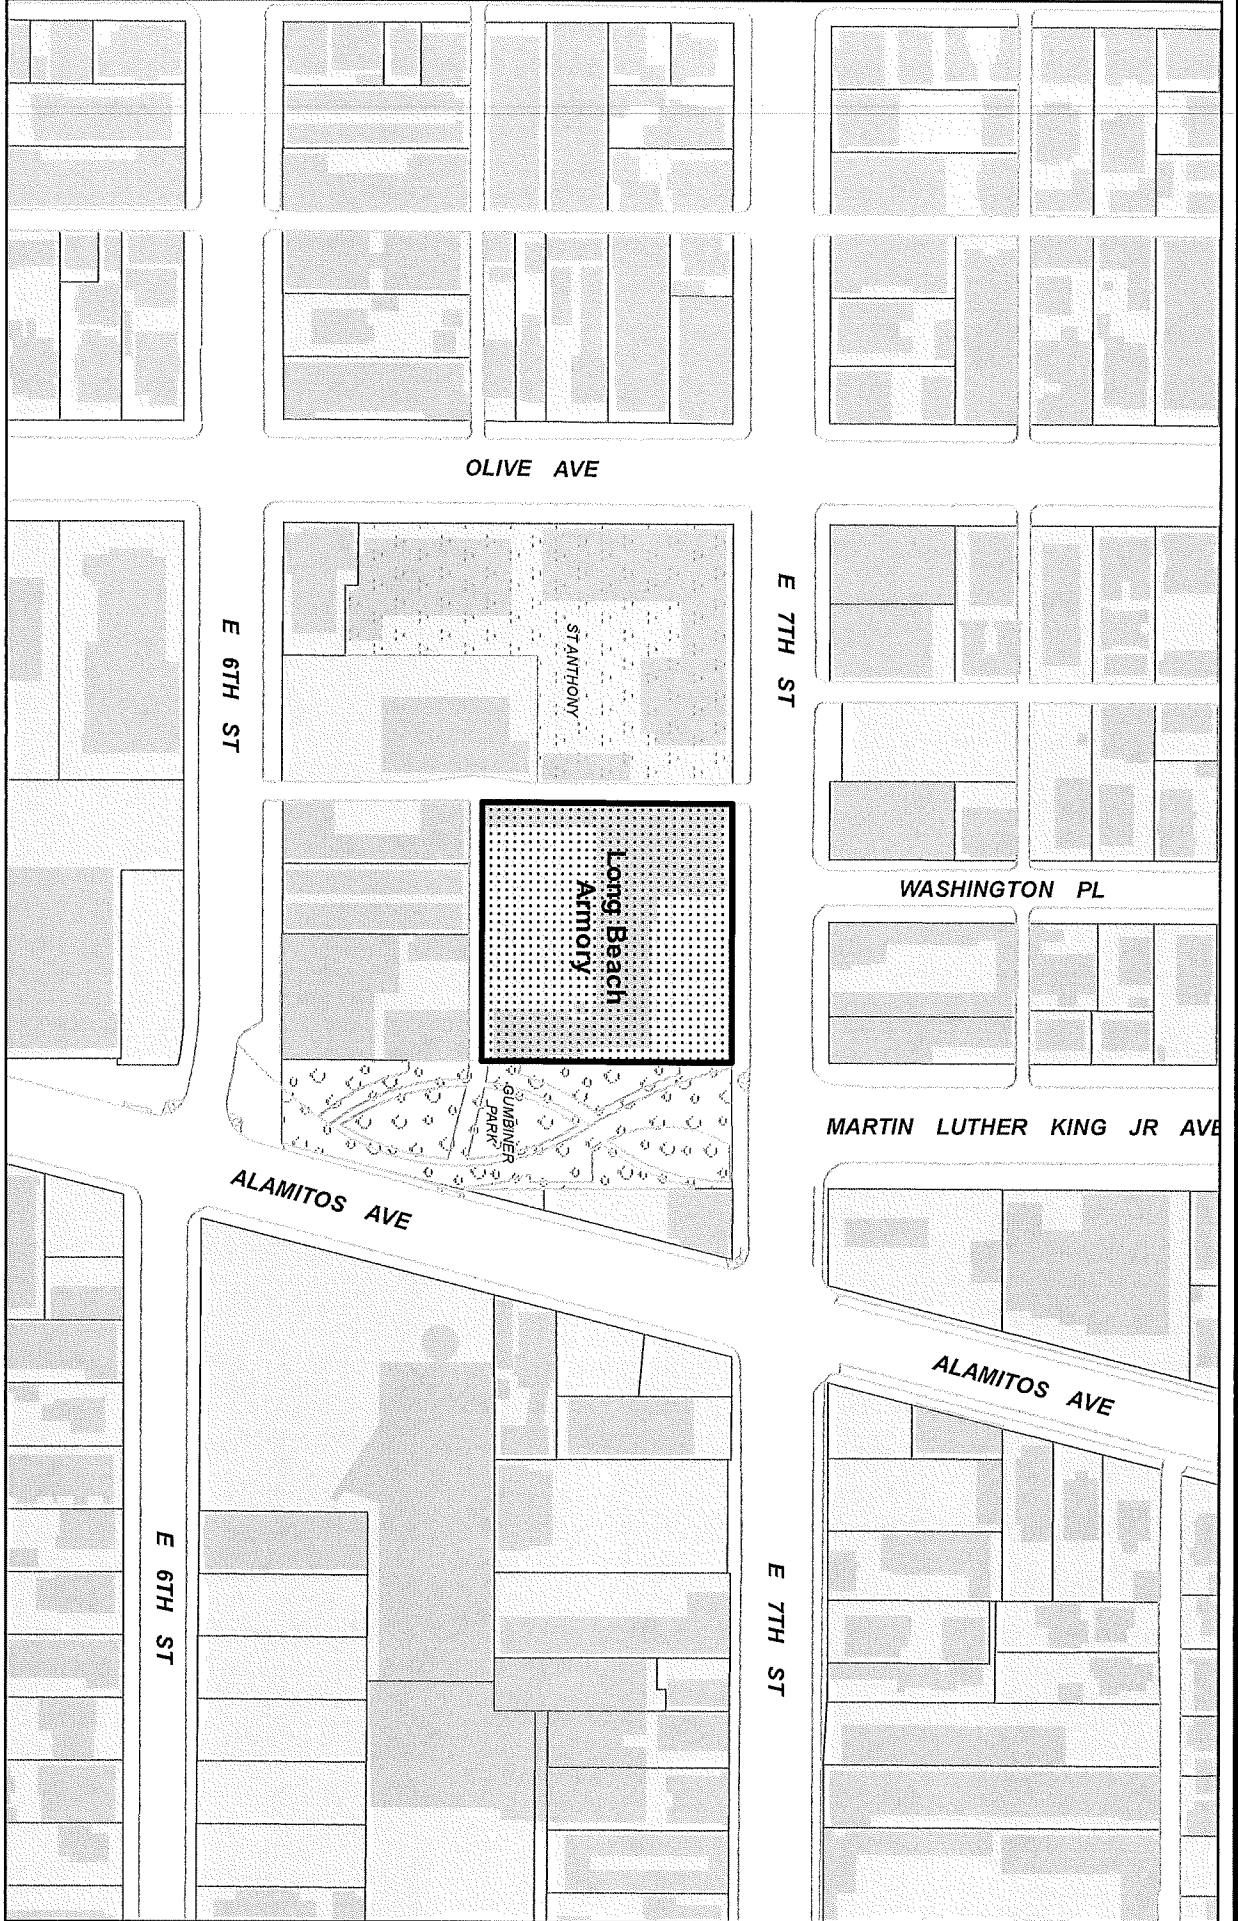 OLIVE AVE
E 7TH ST
E 6TH ST
ST ANTHONY
WASHINGTON PL
Long Beach
Armory
GUMBINER
PARK
MARTIN LUTHER KING JR AVE
ALAMITOS AVE
ALAMITOS AVE
E 6TH ST
E 7TH ST